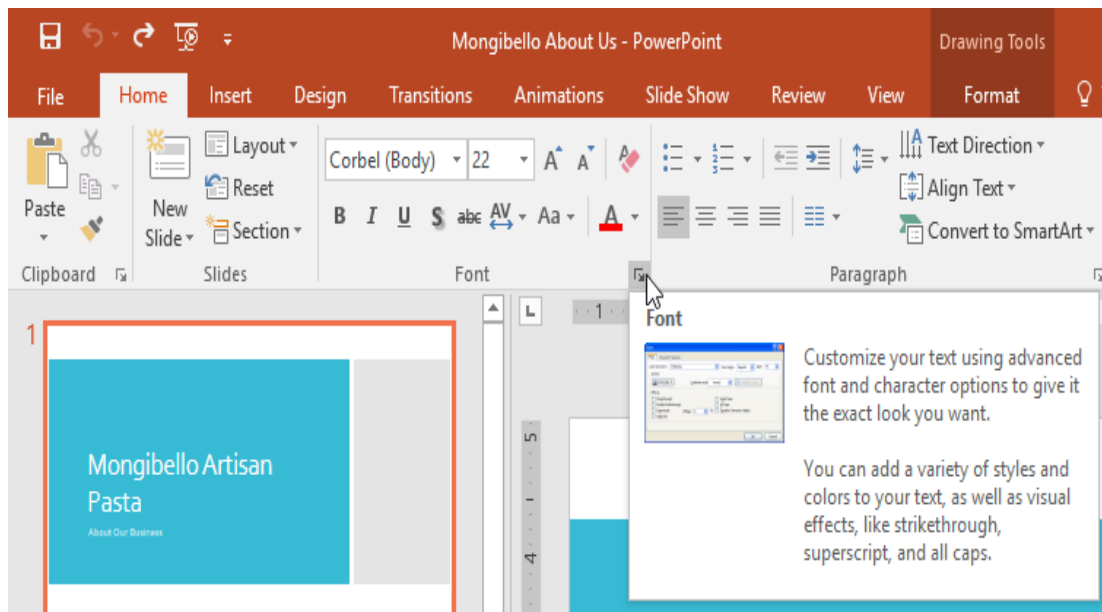 Mongibello About Us - PowerPoint
Drawing Tools
File Home Insert Design Transitions Animations Slide Show Review View Format
Paste
New
Slide
Layout
Reset
Section
Corbel (Body) 22
A A
B I U S abc AV Aa A
Text Direction
Align Text
Convert to SmartArt
Clipboard Slides Font Paragraph
1
L
1
Font
Customize your text using advanced
font and character options to give it
the exact look you want.
You can add a variety of styles and
colors to your text, as well as visual
effects, like strikethrough,
superscript, and all caps.
5
4
Mongibello Artisan
Pasta
About Our Business